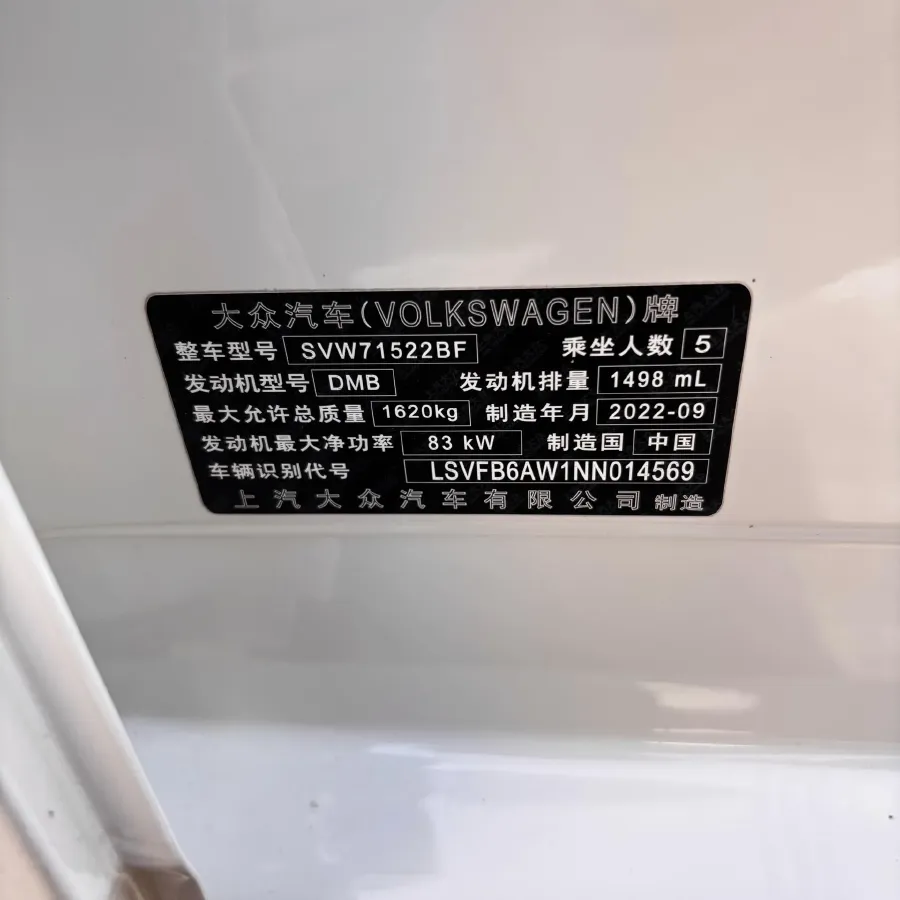 大众汽车(VOLKSWAGEN)牌
整车型号 SVW71522BF 乘坐人数 5
发动机型号 DMB 发动机排量 1498 mL
最大允许总质量 1620kg 制造年月 2022-09
发动机最大净功率 83 kW 制造国 中国
车辆识别代号 LSVFB6AW1NN014569
上汽大众汽车有限公司 制造